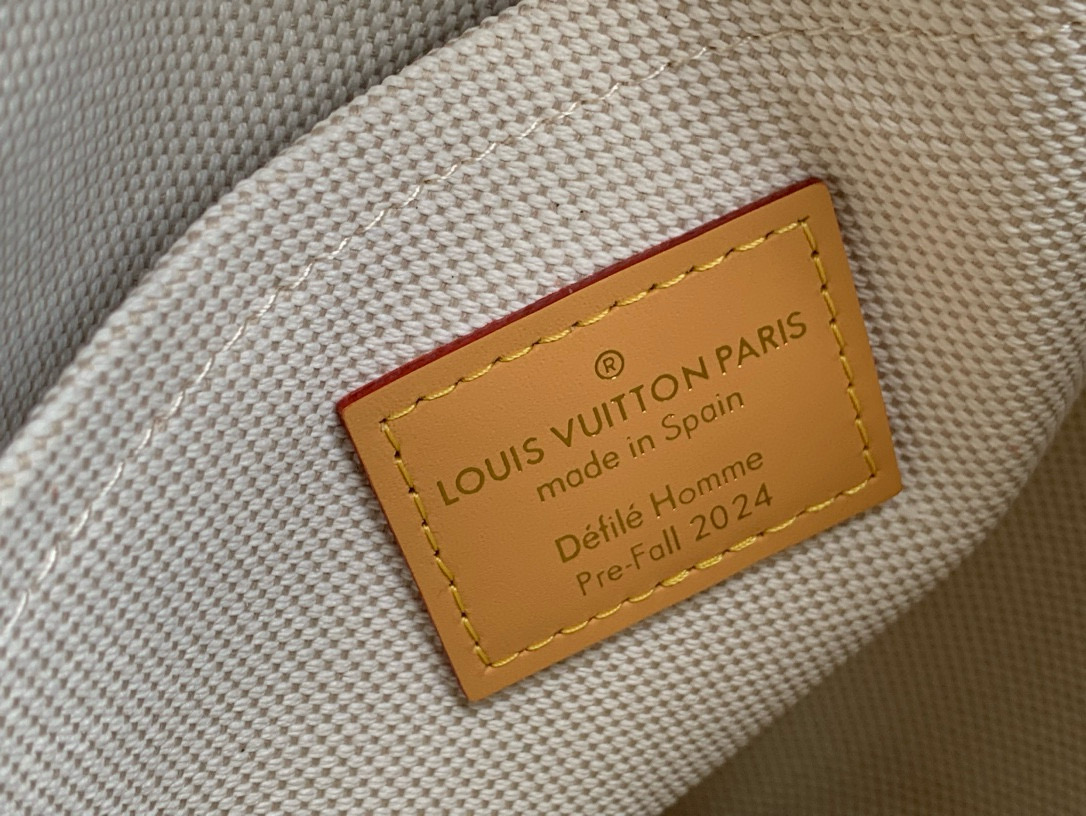 ®
LOUIS VUITTON PARIS
made in Spain
Défilé Homme
Pre-Fall 2024